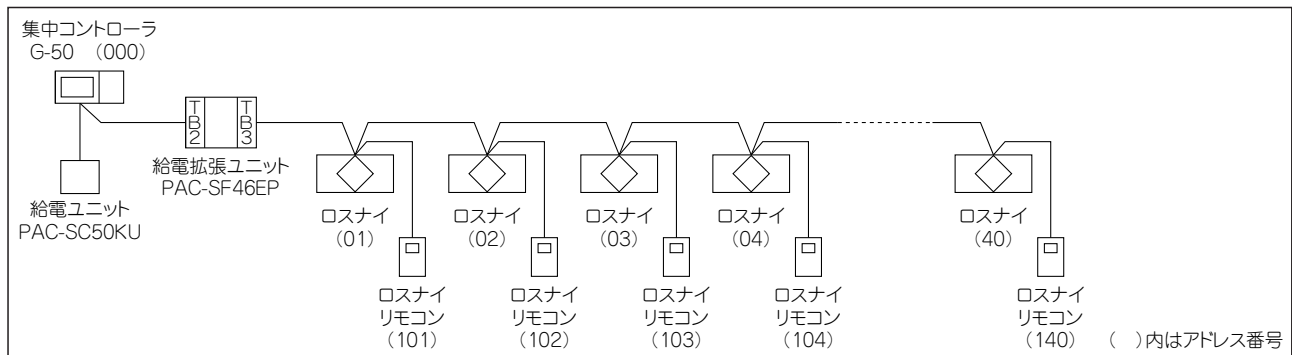 集中コントローラ
G-50 （000）
TB2
TB3
給電拡張ユニット
PAC-SF46EP
給電ユニット
PAC-SC50KU
ロスナイ
（01）
ロスナイ
（02）
ロスナイ
（03）
ロスナイ
（04）
ロスナイ
（40）
ロスナイ
リモコン
（101）
ロスナイ
リモコン
（102）
ロスナイ
リモコン
（103）
ロスナイ
リモコン
（104）
ロスナイ
リモコン
（140）
（　）内はアドレス番号